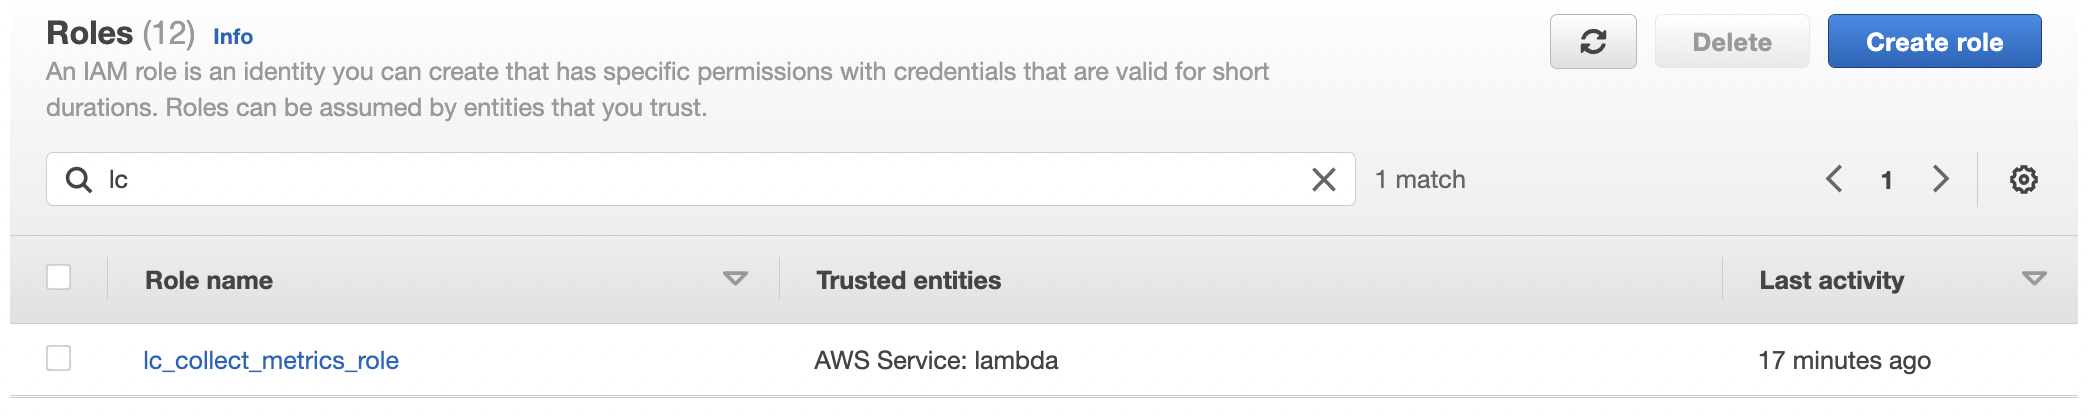 Roles (12) Info
An IAM role is an identity you can create that has specific permissions with credentials that are valid for short
durations. Roles can be assumed by entities that you trust.
Delete
Create role
lc
1 match
1
Role name
Trusted entities
Last activity
lc_collect_metrics_role
AWS Service: lambda
17 minutes ago